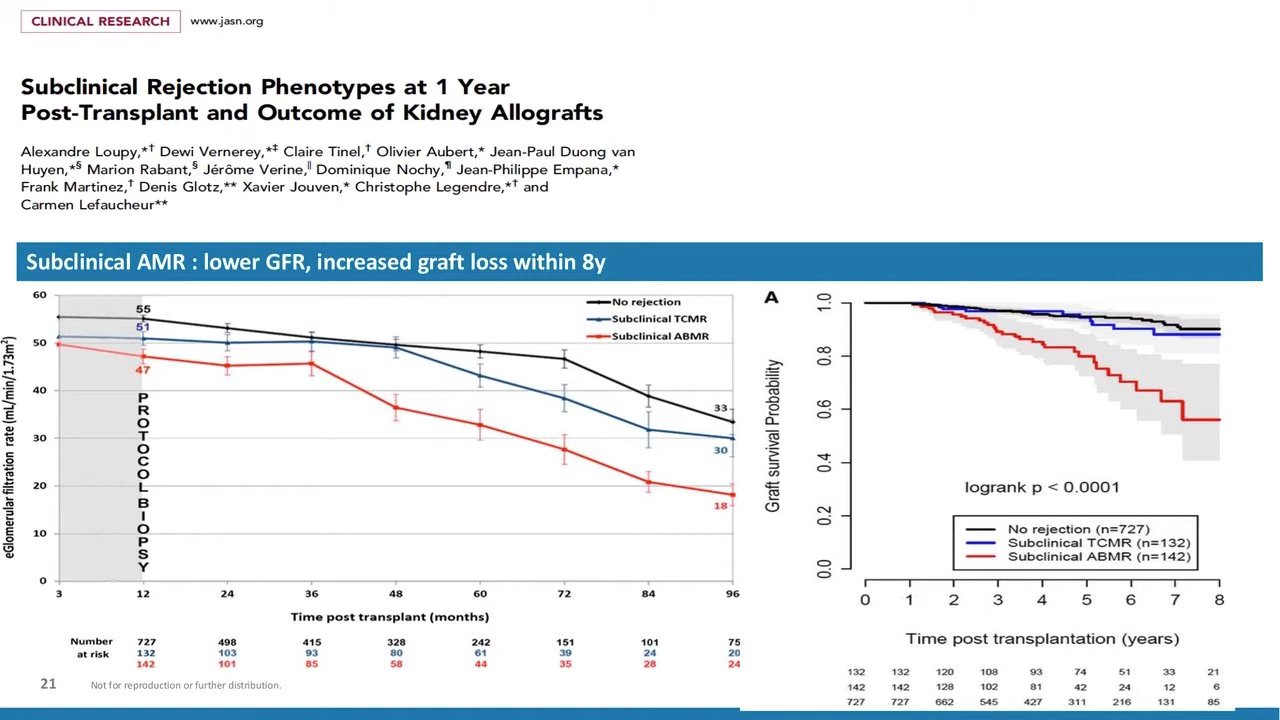 CLINICAL RESEARCH www.jasn.org
Subclinical Rejection Phenotypes at 1 Year
Post-Transplant and Outcome of Kidney Allografts
Alexandre Loupy,*† Dewi Vernerey,*‡ Claire Tinel,† Olivier Aubert,* Jean-Paul Duong van
Huyen,*§ Marion Rabant,§ Jérôme Verine,‖ Dominique Nochy,¶ Jean-Philippe Empana,*
Frank Martinez,† Denis Glotz,** Xavier Jouven,* Christophe Legendre,*† and
Carmen Lefaucheur**
Subclinical AMR : lower GFR, increased graft loss within 8y
eGlomerular filtration rate (mL/min/1.73m²)
60
50
40
30
20
10
0
55
51
47
PROTOCOL BIOPSY
No rejection
Subclinical TCMR
Subclinical ABMR
33
30
18
3 12 24 36 48 60 72 84 96
Time post transplant (months)
Number 727 498 415 328 242 151 101 75
at risk 132 103 93 80 61 39 24 20
142 101 85 58 44 35 28 24
A
Graft survival Probability
1.0
0.8
0.6
0.4
0.2
0.0
logrank p < 0.0001
No rejection (n=727)
Subclinical TCMR (n=132)
Subclinical ABMR (n=142)
0 1 2 3 4 5 6 7 8
Time post transplantation (years)
132 132 120 108 93 74 51 33 21
142 142 128 102 81 42 24 12 6
727 727 662 545 427 311 216 131 85
21 Not for reproduction or further distribution.